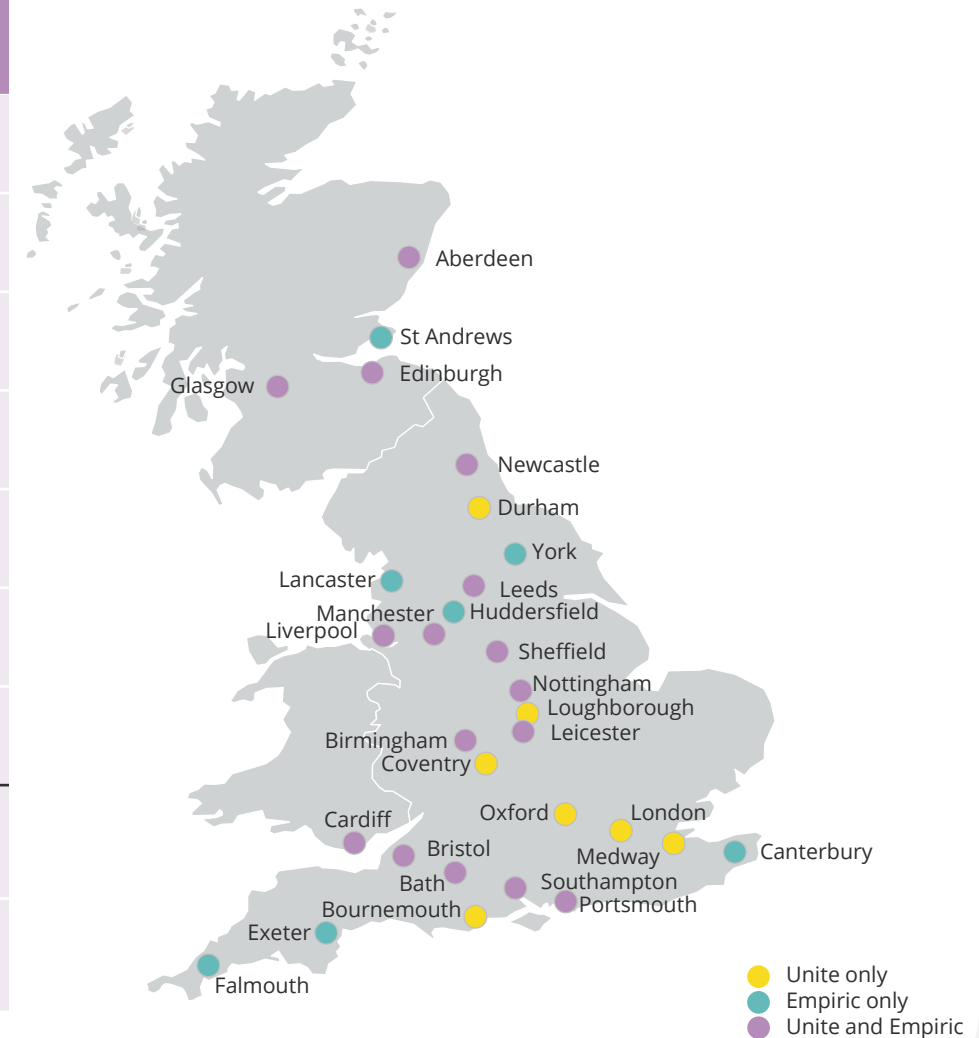 Aberdeen
St Andrews
Edinburgh
Glasgow
Newcastle
Durham
York
Lancaster
Leeds
Manchester
Huddersfield
Liverpool
Sheffield
Nottingham
Loughborough
Leicester
Birmingham
Coventry
Oxford
London
Cardiff
Bristol
Medway
Canterbury
Bath
Southampton
Portsmouth
Bournemouth
Exeter
Falmouth
Unite only
Empiric only
Unite and Empiric